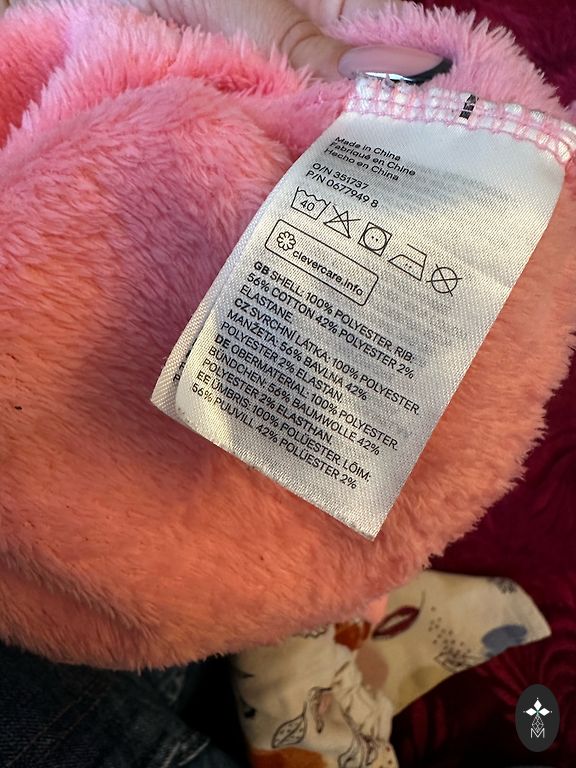 Made in China
Fabriqué en Chine
Hecho en China
O/N 351737
P/N 0677949 8
40
clevercare.info
GB SHELL: 100% POLYESTER. RIB:
56% COTTON 42% POLYESTER 2%
ELASTANE
CZ SVRCHNÍ LÁTKA: 100% POLYESTER.
MANŽETA: 56% BAVLNA 42%
POLYESTER 2% ELASTAN
DE OBERMATERIAL: 100% POLYESTER.
BÜNDCHEN: 56% BAUMWOLLE 42%
POLYESTER 2% ELASTHAN.
EE ÜMBRIS: 100% POLÜESTER. LÕIM:
56% PUUVILL 42% POLÜESTER 2%
M